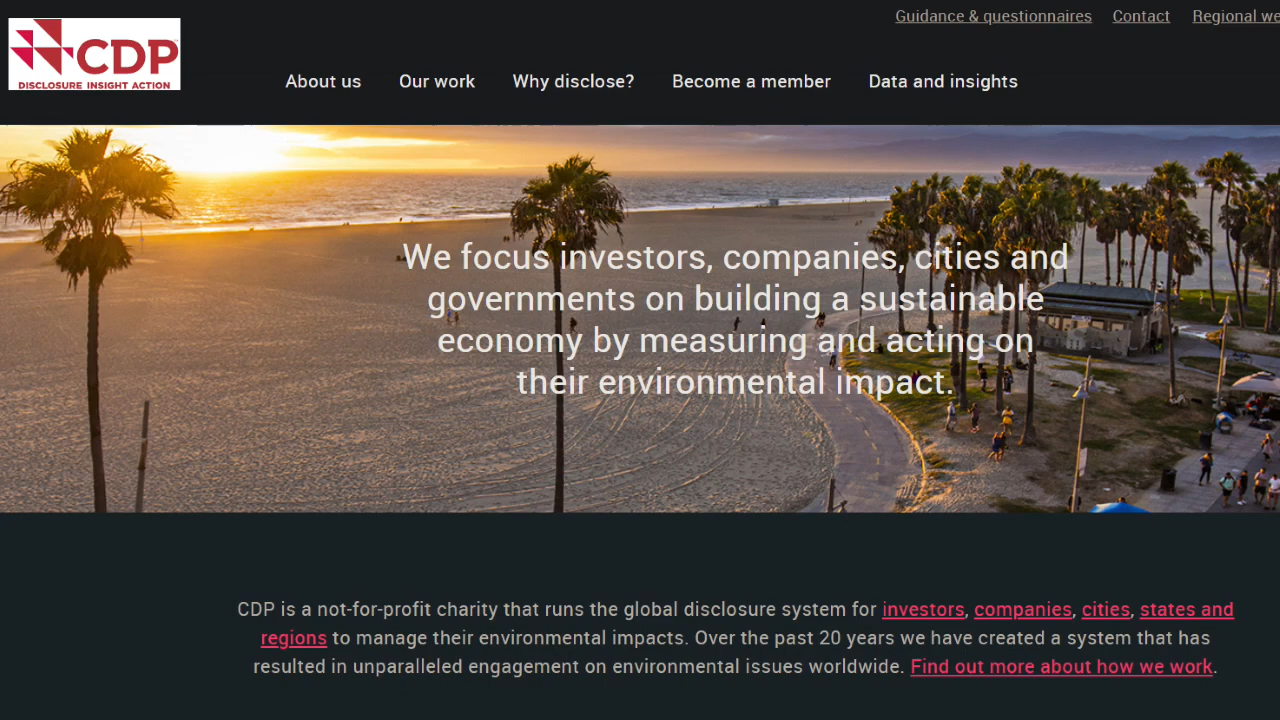 Guidance & questionnaires Contact Regional we
CDP
DISCLOSURE INSIGHT ACTION
About us Our work Why disclose? Become a member Data and insights
We focus investors, companies, cities and
governments on building a sustainable
economy by measuring and acting on
their environmental impact.
CDP is a not-for-profit charity that runs the global disclosure system for investors, companies, cities, states and
regions to manage their environmental impacts. Over the past 20 years we have created a system that has
resulted in unparalleled engagement on environmental issues worldwide. Find out more about how we work.